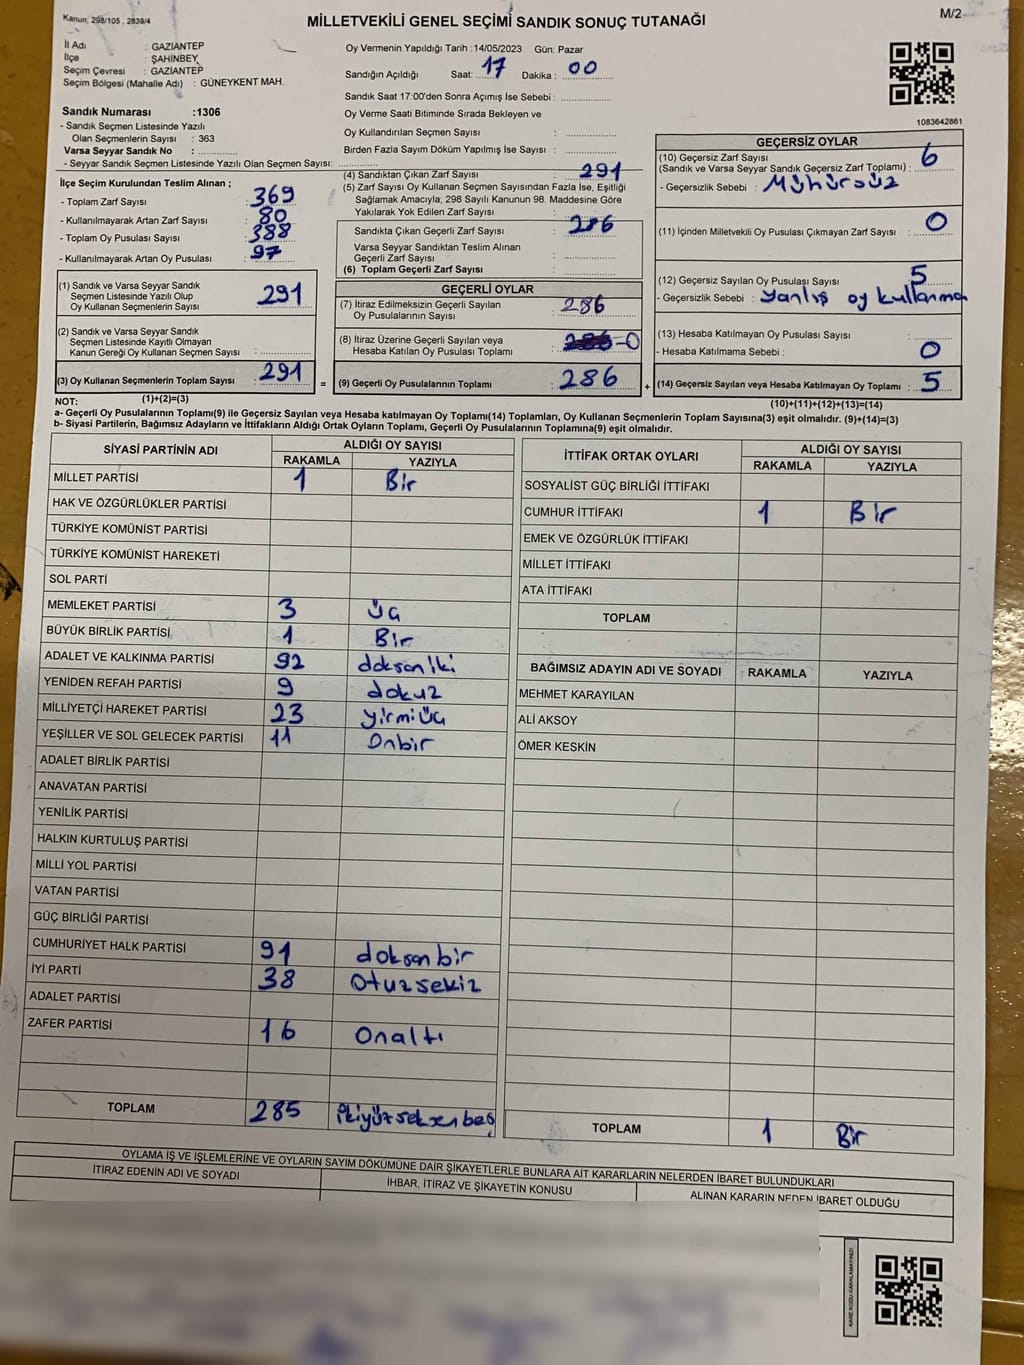 Kanun; 298/105 , 2839/4
MİLLETVEKİLİ GENEL SEÇİMİ SANDIK SONUÇ TUTANAĞI
M/2
İl Adı : GAZİANTEP
İlçe : ŞAHİNBEY
Seçim Çevresi : GAZİANTEP
Seçim Bölgesi (Mahalle Adı) : GÜNEYKENT MAH.
Sandık Numarası :1306
- Sandık Seçmen Listesinde Yazılı
Olan Seçmenlerin Sayısı : 363
Varsa Seyyar Sandık No :
- Seyyar Sandık Seçmen Listesinde Yazılı Olan Seçmen Sayısı:
Oy Vermenin Yapıldığı Tarih :14/05/2023 Gün: Pazar
Sandığın Açıldığı Saat: 17 Dakika : 00
Sandık Saat 17:00'den Sonra Açımış İse Sebebi :
Oy Verme Saati Bitiminde Sırada Bekleyen ve
Oy Kullandırılan Seçmen Sayısı :
Birden Fazla Sayım Döküm Yapılmış İse Sayısı :
1083642861
İlçe Seçim Kurulundan Teslim Alınan ;
- Toplam Zarf Sayısı : 369
- Kullanılmayarak Artan Zarf Sayısı : 80
- Toplam Oy Pusulası Sayısı : 388
- Kullanılmayarak Artan Oy Pusulası : 97
(4) Sandıktan Çıkan Zarf Sayısı : 291
(5) Zarf Sayısı Oy Kullanan Seçmen Sayısından Fazla İse, Eşitliği
Sağlamak Amacıyla; 298 Sayılı Kanunun 98. Maddesine Göre
Yakılarak Yok Edilen Zarf Sayısı :
Sandıkta Çıkan Geçerli Zarf Sayısı : 286
Varsa Seyyar Sandıktan Teslim Alınan
Geçerli Zarf Sayısı :
(6) Toplam Geçerli Zarf Sayısı :
GEÇERSİZ OYLAR
(10) Geçersiz Zarf Sayısı
(Sandık ve Varsa Seyyar Sandık Geçersiz Zarf Toplamı) : 6
- Geçersizlik Sebebi : Mühürsüz
(11) İçinden Milletvekili Oy Pusulası Çıkmayan Zarf Sayısı : 0
(12) Geçersiz Sayılan Oy Pusulası Sayısı : 5
- Geçersizlik Sebebi : Yanlış oy kullanma
(13) Hesaba Katılmayan Oy Pusulası Sayısı :
- Hesaba Katılmama Sebebi : 0
(14) Geçersiz Sayılan veya Hesaba Katılmayan Oy Toplamı : 5
(10)+(11)+(12)+(13)=(14)
(1) Sandık ve Varsa Seyyar Sandık
Seçmen Listesinde Yazılı Olup
Oy Kullanan Seçmenlerin Sayısı : 291
(2) Sandık ve Varsa Seyyar Sandık
Seçmen Listesinde Kayıtlı Olmayan
Kanun Gereği Oy Kullanan Seçmen Sayısı :
(3) Oy Kullanan Seçmenlerin Toplam Sayısı : 291 =
(1)+(2)=(3)
GEÇERLİ OYLAR
(7) İtiraz Edilmeksizin Geçerli Sayılan
Oy Pusulalarının Sayısı : 286
(8) İtiraz Üzerine Geçerli Sayılan veya
Hesaba Katılan Oy Pusulası Toplamı : 286-0
(9) Geçerli Oy Pusulalarının Toplamı : 286 +
NOT:
a- Geçerli Oy Pusulalarının Toplamı(9) ile Geçersiz Sayılan veya Hesaba katılmayan Oy Toplamı(14) Toplamları, Oy Kullanan Seçmenlerin Toplam Sayısına(3) eşit olmalıdır. (9)+(14)=(3)
b- Siyasi Partilerin, Bağımsız Adayların ve İttifakların Aldığı Ortak Oyların Toplamı, Geçerli Oy Pusulalarının Toplamına(9) eşit olmalıdır.
SİYASİ PARTİNİN ADI
ALDIĞI OY SAYISI
RAKAMLA YAZIYLA
MİLLET PARTİSİ 1 Bir
HAK VE ÖZGÜRLÜKLER PARTİSİ
TÜRKİYE KOMÜNİST PARTİSİ
TÜRKİYE KOMÜNİST HAREKETİ
SOL PARTİ
MEMLEKET PARTİSİ 3 üç
BÜYÜK BİRLİK PARTİSİ 1 Bir
ADALET VE KALKINMA PARTİSİ 92 doksaniki
YENİDEN REFAH PARTİSİ 9 dokuz
MİLLİYETÇİ HAREKET PARTİSİ 23 yirmiüç
YEŞİLLER VE SOL GELECEK PARTİSİ 11 Onbir
ADALET BİRLİK PARTİSİ
ANAVATAN PARTİSİ
YENİLİK PARTİSİ
HALKIN KURTULUŞ PARTİSİ
MİLLİ YOL PARTİSİ
VATAN PARTİSİ
GÜÇ BİRLİĞİ PARTİSİ
CUMHURİYET HALK PARTİSİ 91 doksanbir
İYİ PARTİ 38 Otuzsekiz
ADALET PARTİSİ
ZAFER PARTİSİ 16 Onaltı
TOPLAM 285 ikiyüzseksenbeş
İTTİFAK ORTAK OYLARI
ALDIĞI OY SAYISI
RAKAMLA YAZIYLA
SOSYALİST GÜÇ BİRLİĞİ İTTİFAKI
CUMHUR İTTİFAKI 1 Bir
EMEK VE ÖZGÜRLÜK İTTİFAKI
MİLLET İTTİFAKI
ATA İTTİFAKI
TOPLAM
BAĞIMSIZ ADAYIN ADI VE SOYADI RAKAMLA YAZIYLA
MEHMET KARAYILAN
ALİ AKSOY
ÖMER KESKİN
TOPLAM 1 Bir
OYLAMA İŞ VE İŞLEMLERİNE VE OYLARIN SAYIM DÖKÜMÜNE DAİR ŞİKAYETLERLE BUNLARA AİT KARARLARIN NELERDEN İBARET BULUNDUKLARI
İTİRAZ EDENİN ADI VE SOYADI
İHBAR, İTİRAZ VE ŞİKAYETİN KONUSU
ALINAN KARARIN NEDEN İBARET OLDUĞU
KARE KODU KARALAMAYINIZ!